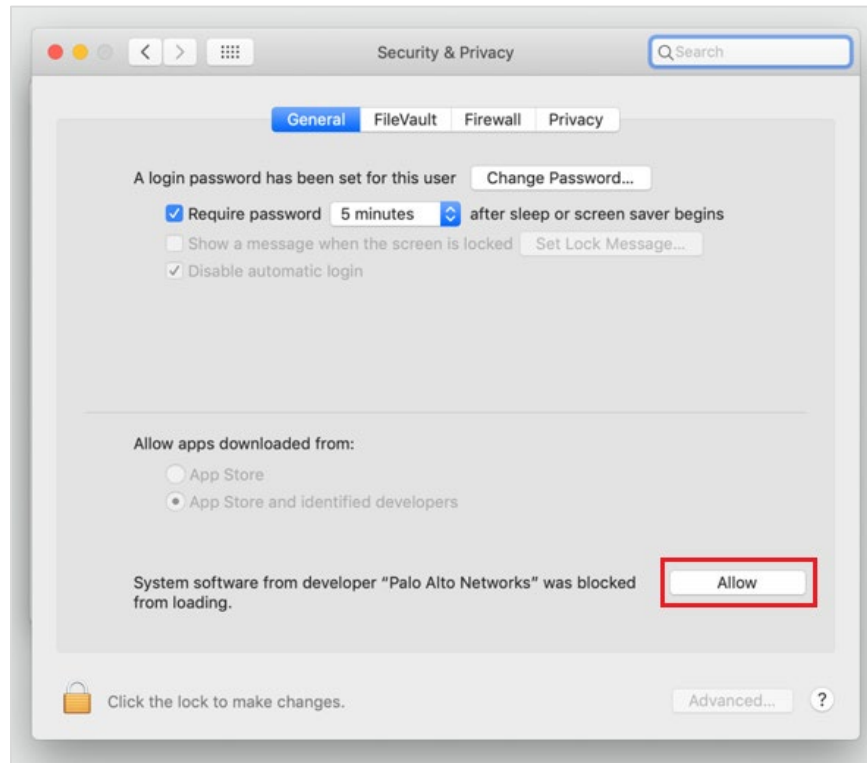 Security & Privacy
Search
General FileVault Firewall Privacy
A login password has been set for this user Change Password...
Require password 5 minutes after sleep or screen saver begins
Show a message when the screen is locked Set Lock Message...
Disable automatic login
Allow apps downloaded from:
App Store
App Store and identified developers
System software from developer “Palo Alto Networks” was blocked Allow
from loading.
Click the lock to make changes. Advanced... ?